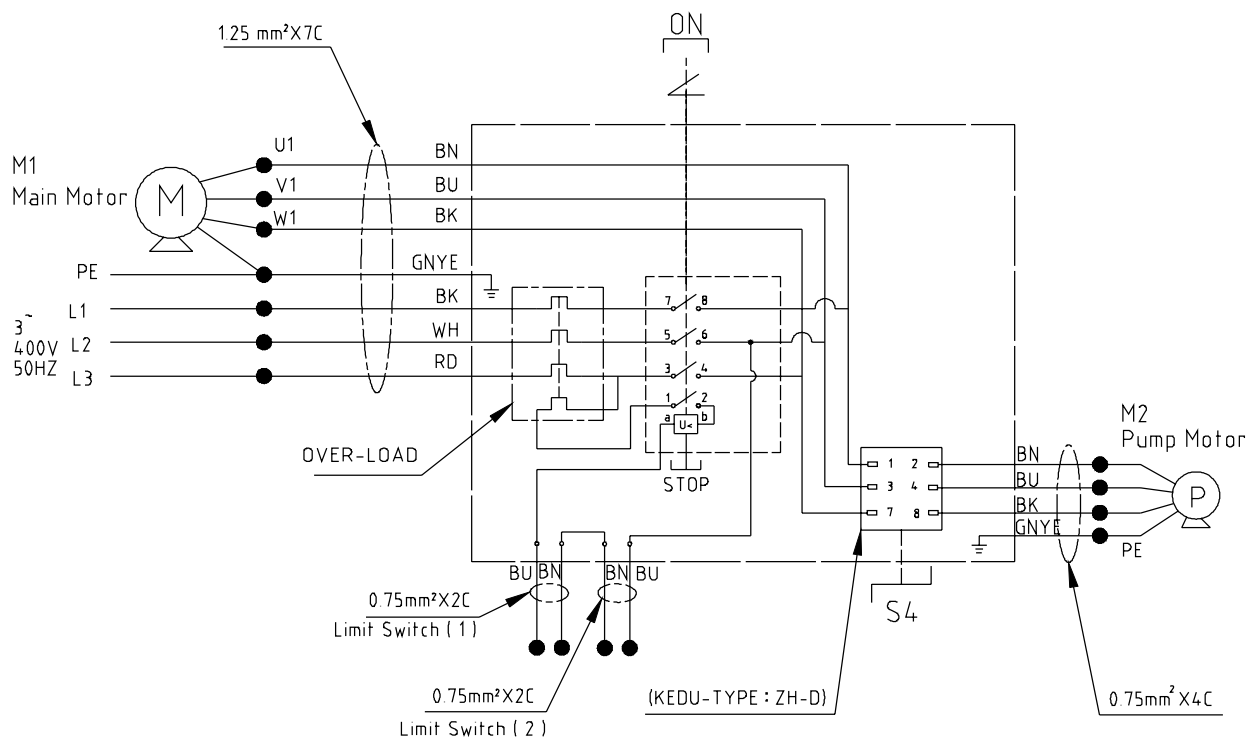 1.25 mm²X7C
ON
M1
Main Motor
M
U1
V1
W1
BN
BU
BK
PE
GNYE
L1
BK
L2
WH
L3
RD
3~
400V
50HZ
7 8
5 6
3 4
1 2
a b
U<
STOP
OVER-LOAD
M2
Pump Motor
P
1 2
3 4
7 8
BN
BU
BK
GNYE
PE
BU BN BN BU
S4
0.75mm²X2C
Limit Switch (1)
0.75mm²X2C
Limit Switch (2)
(KEDU-TYPE:ZH-D)
0.75mm²X4C